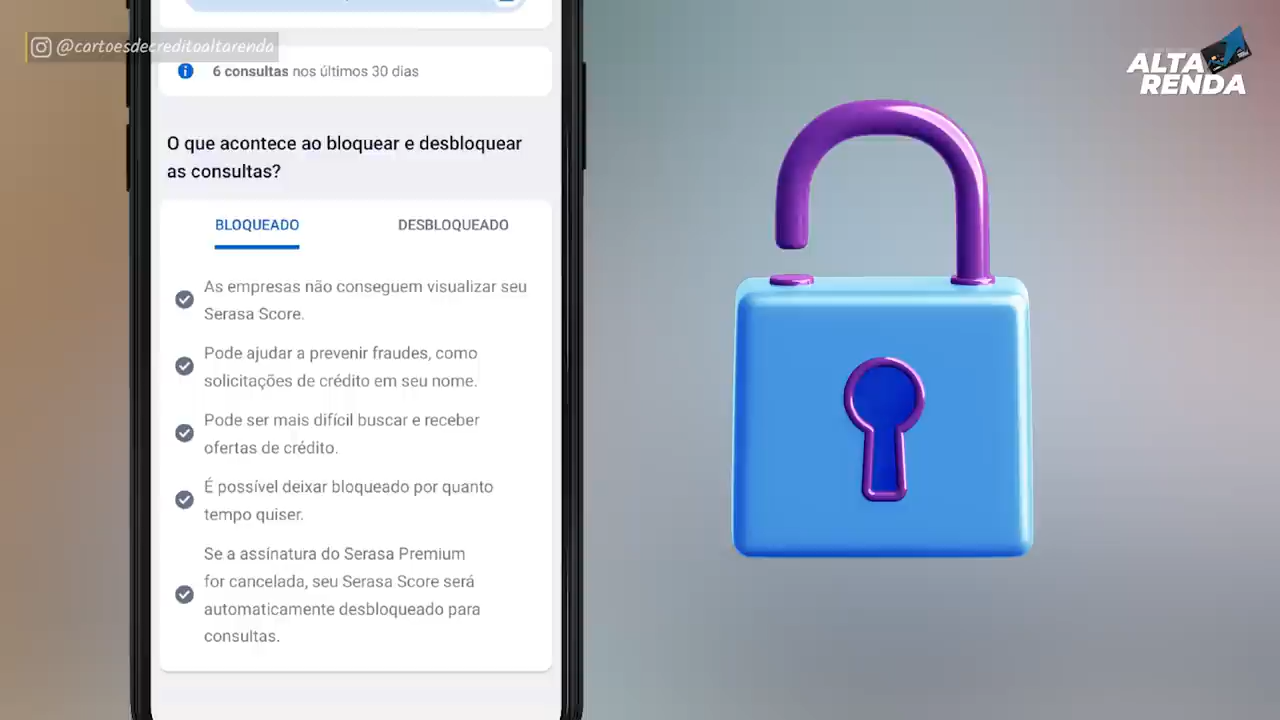 @cartoesdecreditoaltarenda
ALTA
RENDA
6 consultas nos últimos 30 dias
O que acontece ao bloquear e desbloquear
as consultas?
BLOQUEADO
DESBLOQUEADO
As empresas não conseguem visualizar seu
Serasa Score.
Pode ajudar a prevenir fraudes, como
solicitações de crédito em seu nome.
Pode ser mais difícil buscar e receber
ofertas de crédito.
É possível deixar bloqueado por quanto
tempo quiser.
Se a assinatura do Serasa Premium
for cancelada, seu Serasa Score será
automaticamente desbloqueado para
consultas.